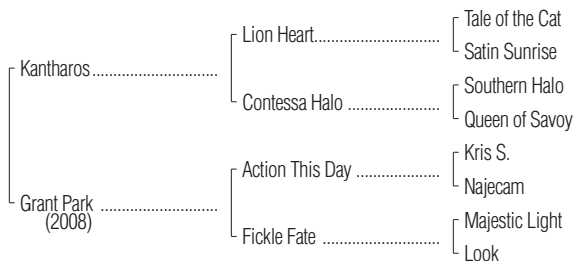 Tale of the Cat
Lion Heart
Satin Sunrise
Kantharos
Southern Halo
Contessa Halo
Queen of Savoy
Kris S.
Action This Day
Najecam
Grant Park
(2008)
Majestic Light
Fickle Fate
Look